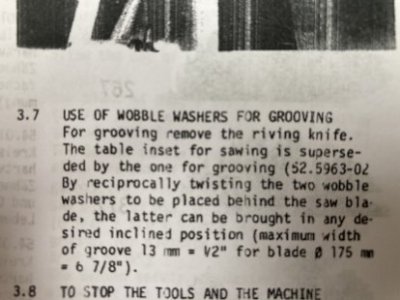 3.7 USE OF WOBBLE WASHERS FOR GROOVING
For grooving remove the riving knife.
The table inset for sawing is superse-
ded by the one for grooving (52.5963-02
By reciprocally twisting the two wobble
washers to be placed behind the saw bla-
de, the latter can be brought in any de-
sired inclined position (maximum width
of groove 13 mm = 1/2" for blade Ø 175 mm
= 6 7/8").
3.8 TO STOP THE TOOLS AND THE MACHINE